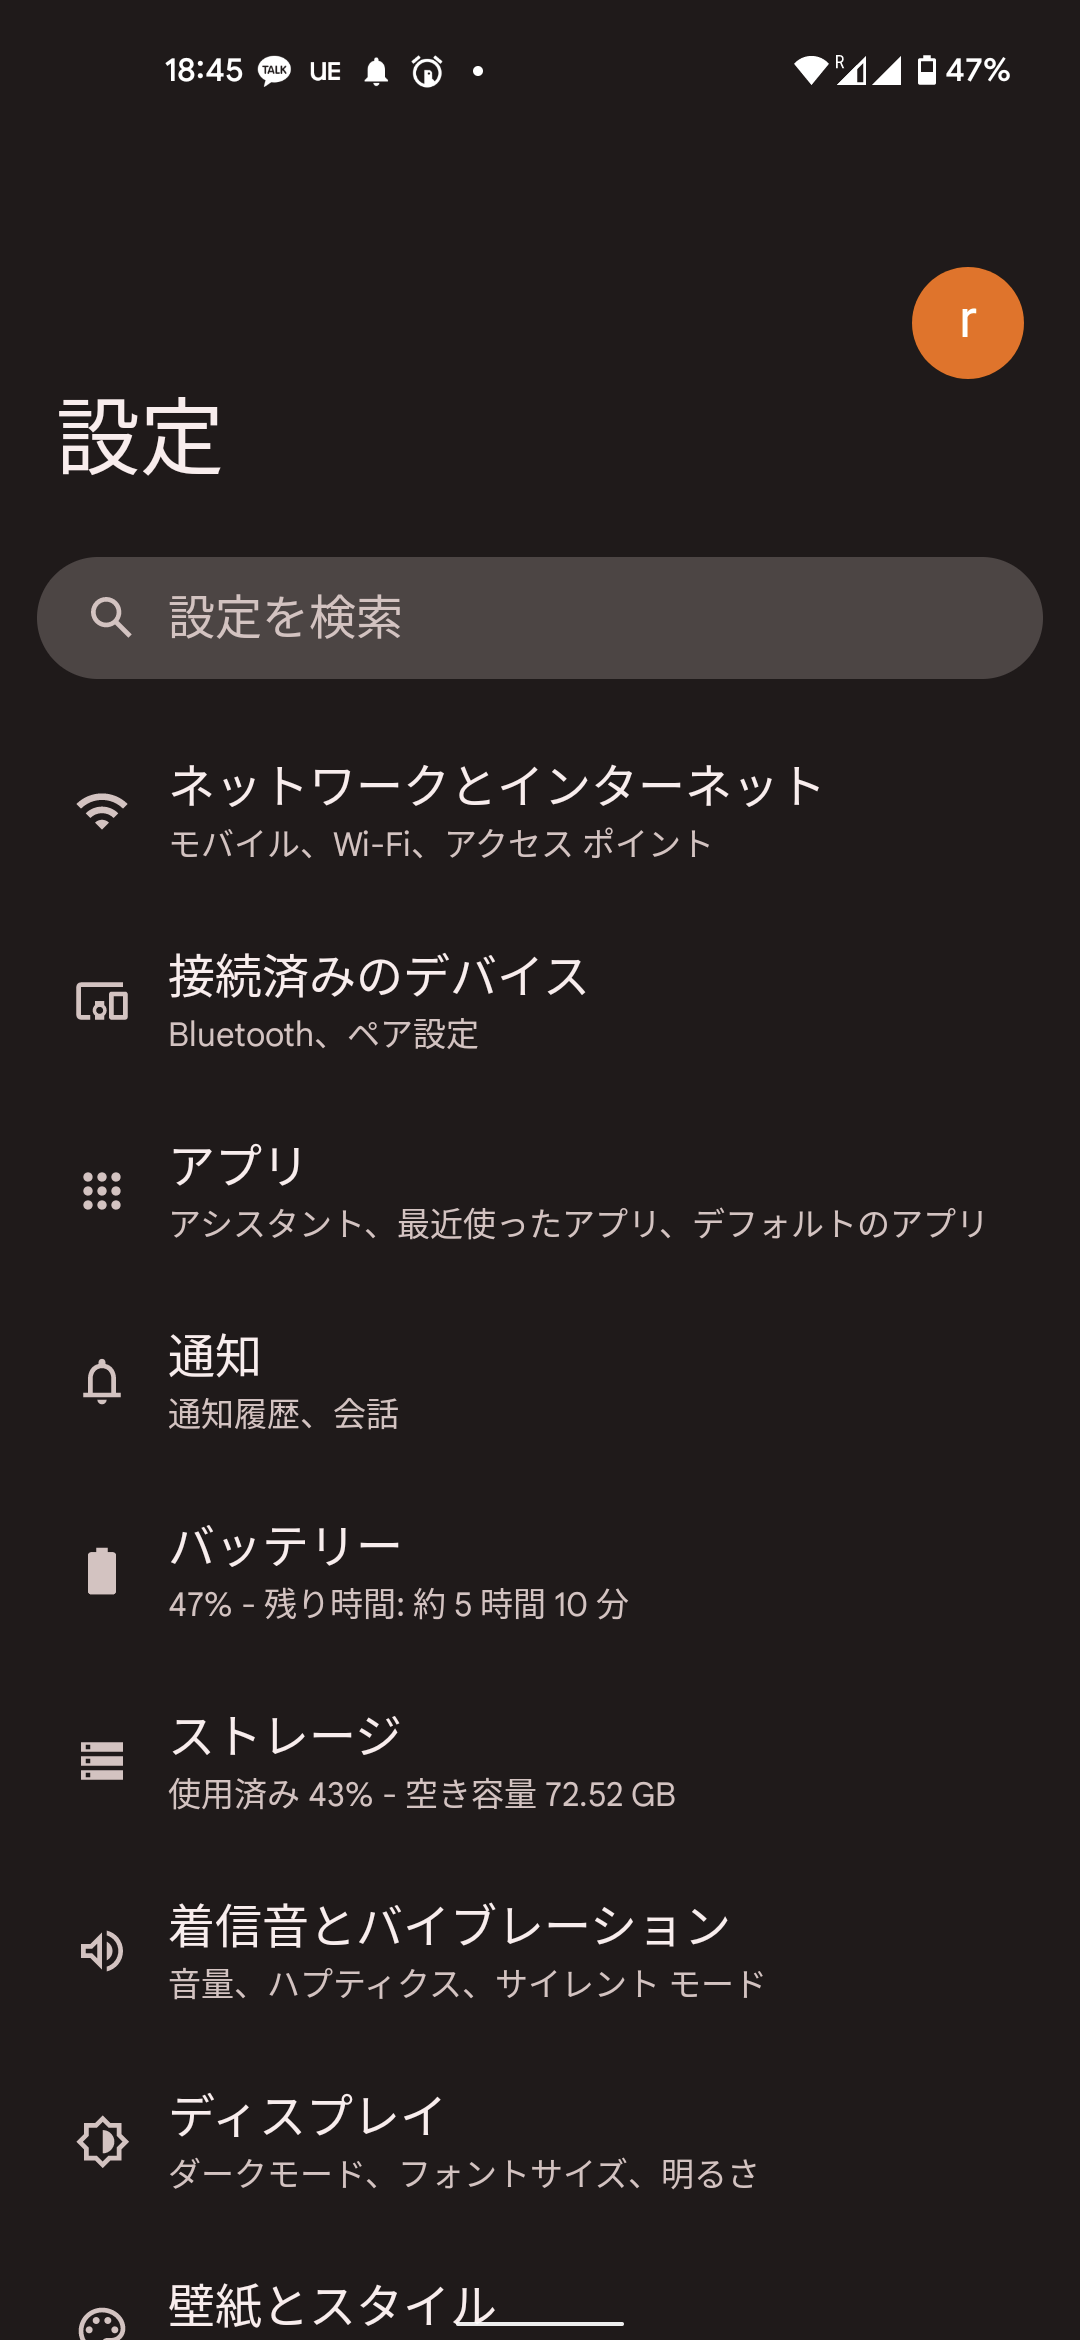 18:45 TALK UE R 47%
r
設定
設定を検索
ネットワークとインターネット
モバイル、Wi-Fi、アクセス ポイント
接続済みのデバイス
Bluetooth、ペア設定
アプリ
アシスタント、最近使ったアプリ、デフォルトのアプリ
通知
通知履歴、会話
バッテリー
47% - 残り時間: 約 5 時間 10 分
ストレージ
使用済み 43% - 空き容量 72.52 GB
着信音とバイブレーション
音量、ハプティクス、サイレント モード
ディスプレイ
ダークモード、フォントサイズ、明るさ
壁紙とスタイル